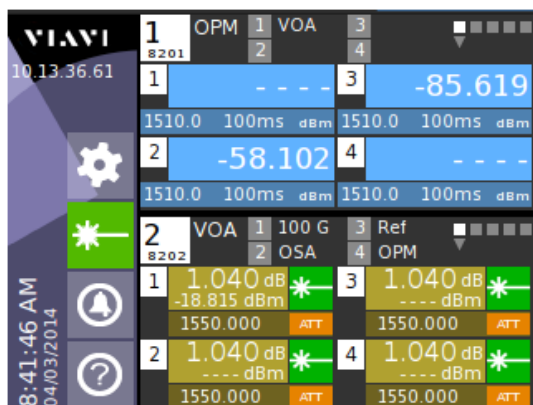 VIAVI
10.13.36.61
8:41:46 AM
04/03/2014
1 OPM 1 VOA 3
8201 2 4
1 - - - - 3 -85.619
1510.0 100ms dBm 1510.0 100ms dBm
2 -58.102 4 - - - -
1510.0 100ms dBm 1510.0 100ms dBm
2 VOA 1 100 G 3 Ref
8202 2 OSA 4 OPM
1 1.040 dB 3 1.040 dB
-18.815 dBm - - - - dBm
1550.000 ATT 1550.000 ATT
2 1.040 dB 4 1.040 dB
- - - - dBm - - - - dBm
1550.000 ATT 1550.000 ATT
?